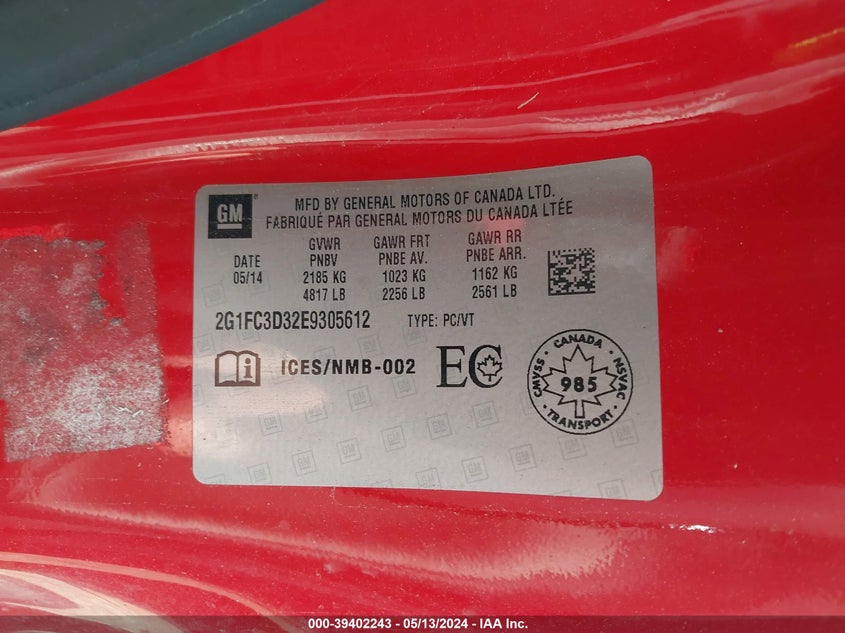 GM
MFD BY GENERAL MOTORS OF CANADA LTD.
FABRIQUÉ PAR GENERAL MOTORS DU CANADA LTÉE
DATE
05/14
GVWR
PNBV
2185 KG
4817 LB
GAWR FRT
PNBE AV.
1023 KG
2256 LB
GAWR RR
PNBE ARR.
1162 KG
2561 LB
2G1FC3D32E9305612 TYPE: PC/VT
ICES/NMB-002
EC
CANADA
CMVSS
985
NSVAC
TRANSPORT
000-39402243 - 05/13/2024 - IAA Inc.